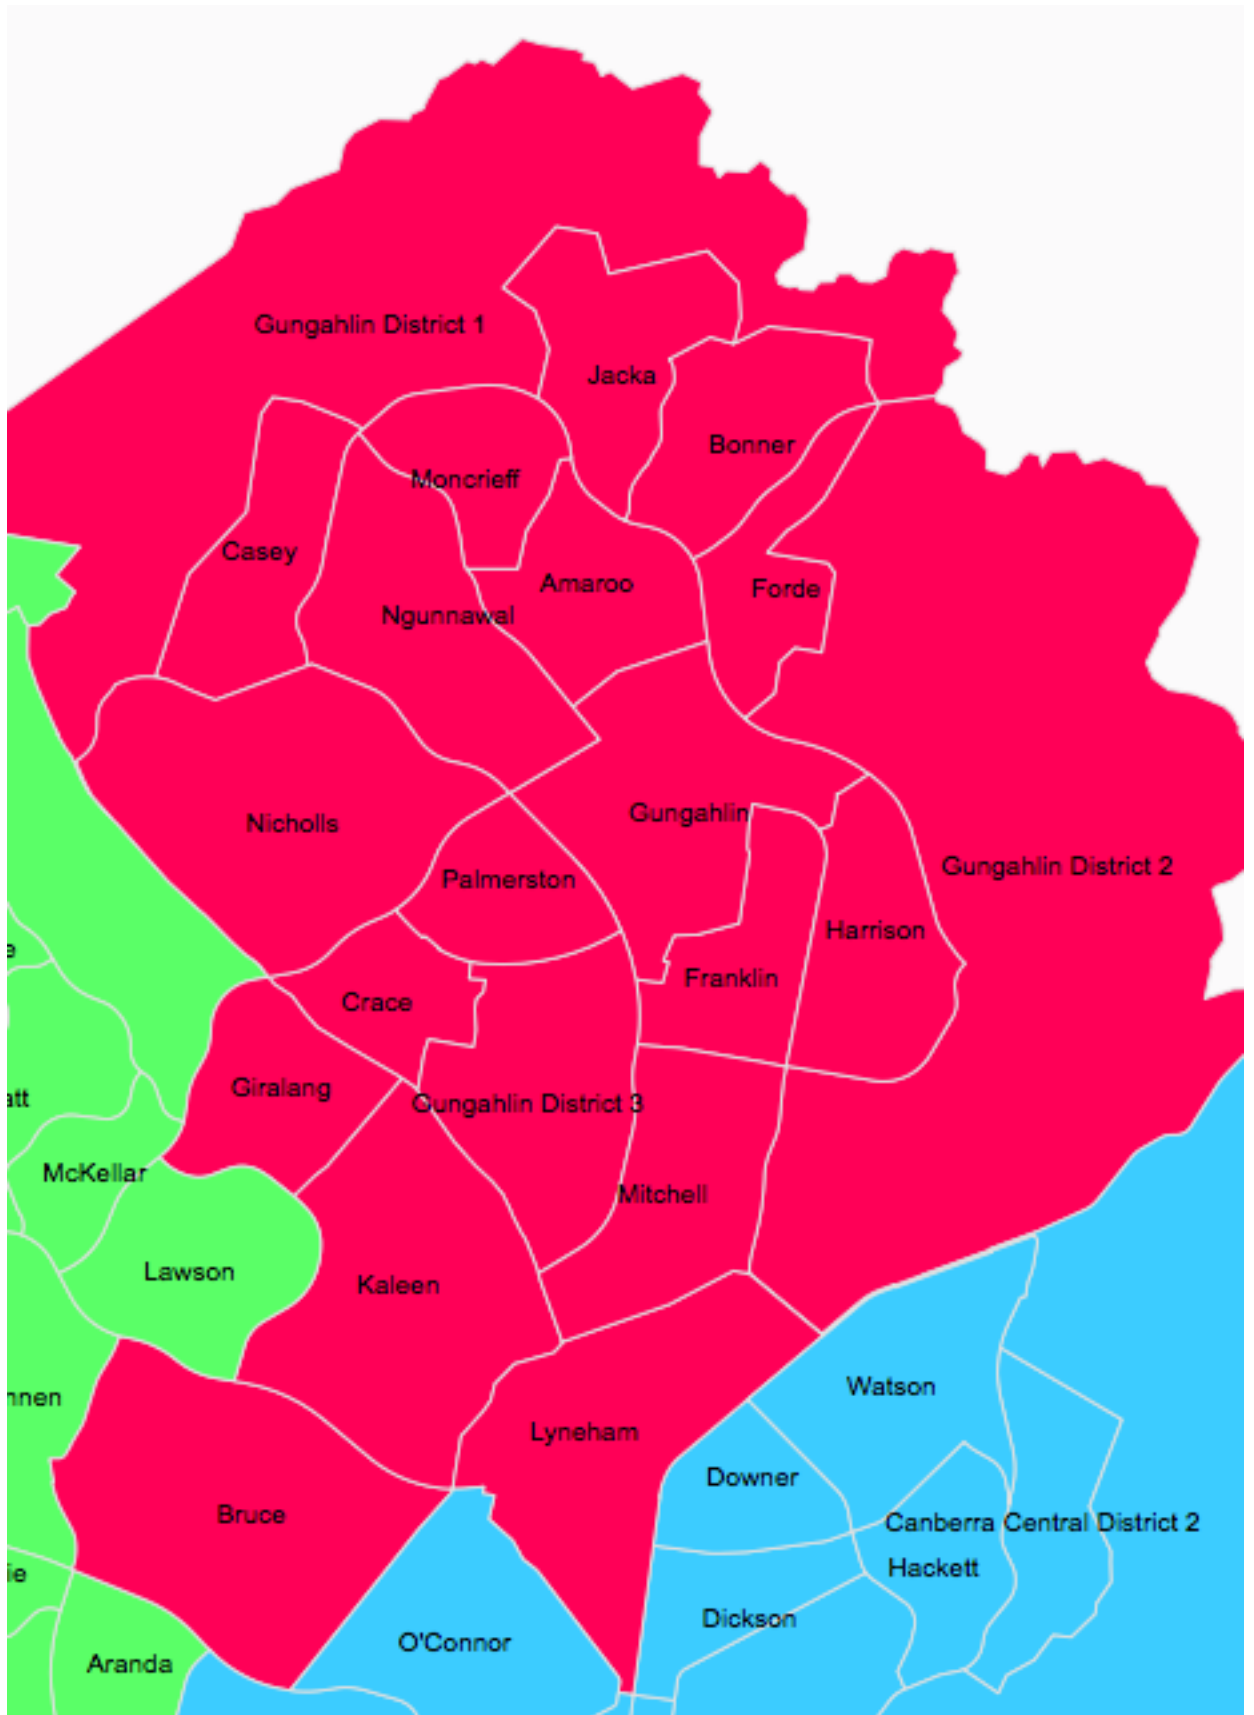 Gungahlin District 1
Jacka
Bonner
Moncrieff
Casey
Amaroo
Forde
Ngunnawal
Gungahlin
Nicholls
Gungahlin District 2
Palmerston
Harrison
Franklin
Crace
Giralang
Gungahlin District 3
McKellar
Mitchell
Lawson
Kaleen
Watson
Lyneham
Downer
Bruce
Canberra Central District 2
Hackett
Dickson
O'Connor
Aranda